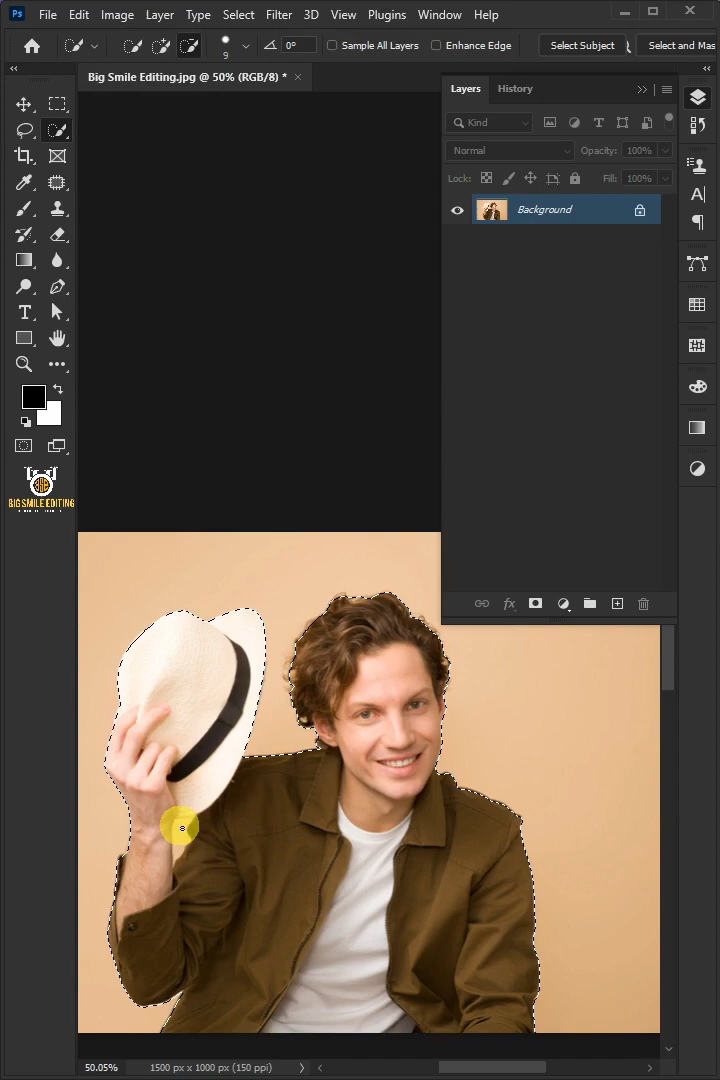 Ps File Edit Image Layer Type Select Filter 3D View Plugins Window Help
9 0° Sample All Layers Enhance Edge Select Subject Select and Mas
Big Smile Editing.jpg @ 50% (RGB/8) *
Layers History
Kind
Normal Opacity: 100%
Lock: Fill: 100%
Background
fx
BIG SMILE EDITING
50.05% 1500 px x 1000 px (150 ppi)